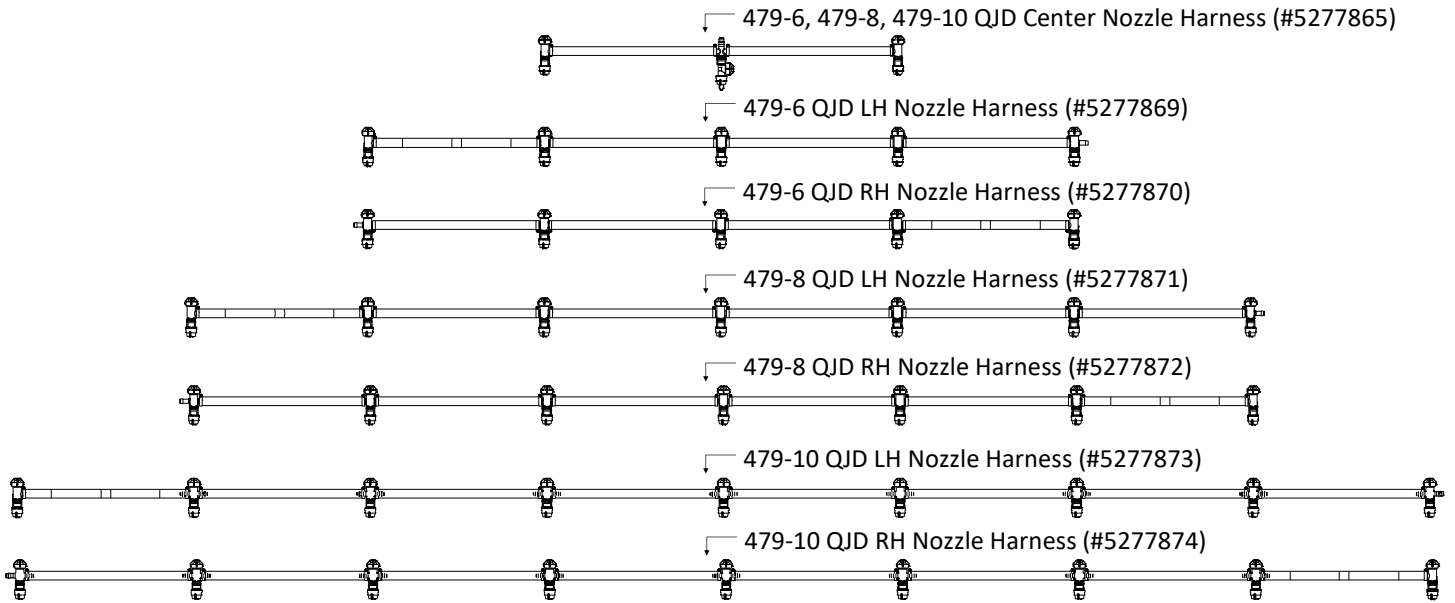 479-6, 479-8, 479-10 QJD Center Nozzle Harness (#5277865)
479-6 QJD LH Nozzle Harness (#5277869)
479-6 QJD RH Nozzle Harness (#5277870)
479-8 QJD LH Nozzle Harness (#5277871)
479-8 QJD RH Nozzle Harness (#5277872)
479-10 QJD LH Nozzle Harness (#5277873)
479-10 QJD RH Nozzle Harness (#5277874)